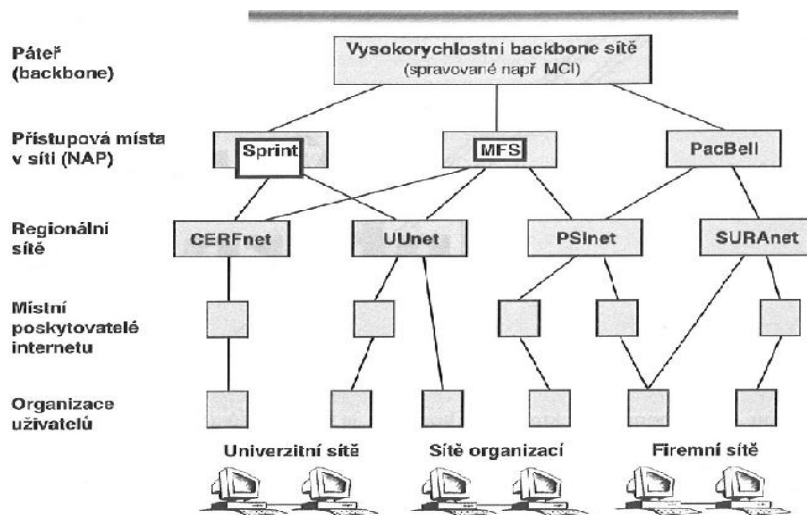 Páteř
(backbone)
Vysokorychlostní backbone sítě
(spravované např MCI)
Přístupová místa
v síti (NAP)
Sprint
MFS
PacBell
Regionální
sítě
CERFnet
UUnet
PSInet
SURAnet
Místní
poskytovatelé
internetu
Organizace
uživatelů
Univerzitní sítě
Sítě organizací
Firemní sítě